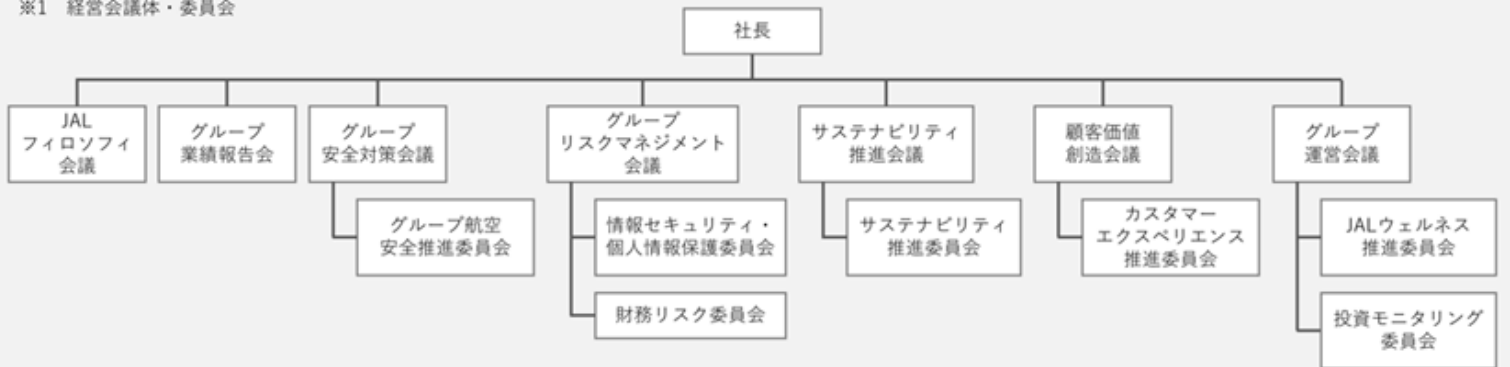 ※1 経営会議体・委員会
社長
JAL
フィロソフィ
会議
グループ
業績報告会
グループ
安全対策会議
グループ
リスクマネジメント
会議
サステナビリティ
推進会議
顧客価値
創造会議
グループ
運営会議
グループ航空
安全推進委員会
情報セキュリティ・
個人情報保護委員会
財務リスク委員会
サステナビリティ
推進委員会
カスタマー
エクスペリエンス
推進委員会
JALウェルネス
推進委員会
投資モニタリング
委員会